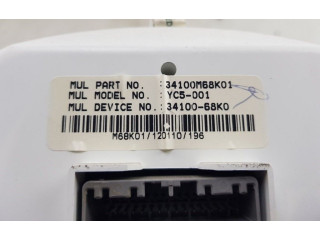 MUL PART NO. :34100M68K01
MUL MODEL NO. :YC5-001
MUL DEVICE NO.:34100-68K0
M68K01/120110/196